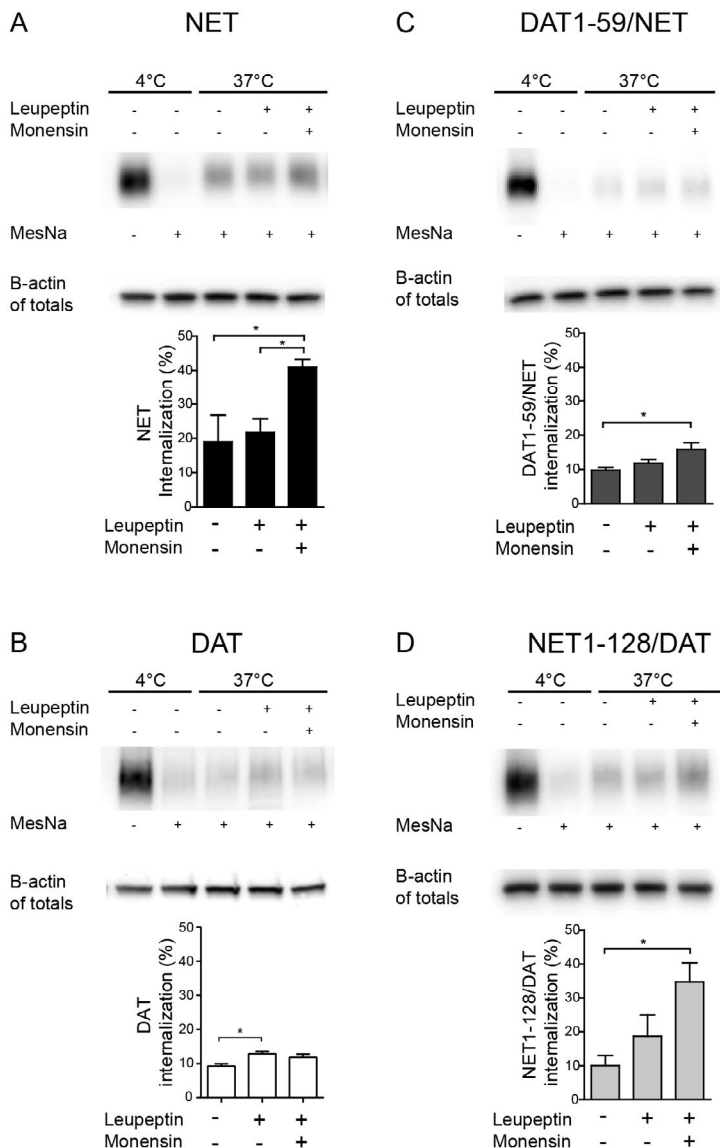 A NET
4°C 37°C
Leupeptin - - - + +
Monensin - - - - +
MesNa - + + + +
B-actin
of totals
NET
Internalization (%)
50
40
30
20
10
0
* 
*
Leupeptin - + +
Monensin - - +
C DAT1-59/NET
4°C 37°C
Leupeptin - - - + +
Monensin - - - - +
MesNa - + + + +
B-actin
of totals
DAT1-59/NET
internalization (%)
50
40
30
20
10
0
*
Leupeptin - + +
Monensin - - +
B DAT
4°C 37°C
Leupeptin - - - + +
Monensin - - - - +
MesNa - + + + +
B-actin
of totals
DAT
internalization (%)
50
40
30
20
10
0
*
Leupeptin - + +
Monensin - - +
D NET1-128/DAT
4°C 37°C
Leupeptin - - - + +
Monensin - - - - +
MesNa - + + + +
B-actin
of totals
NET1-128/DAT
internalization (%)
50
40
30
20
10
0
*
Leupeptin - + +
Monensin - - +